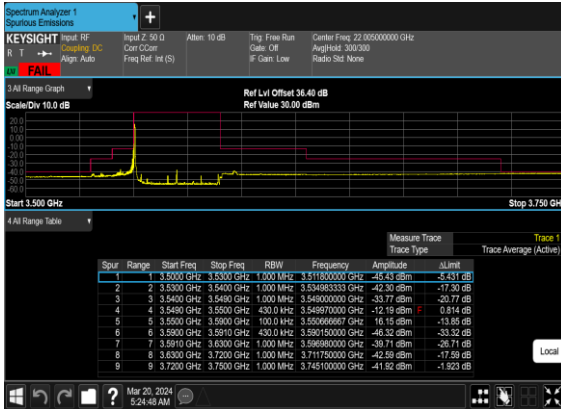 Spectrum Analyzer 1
Spurious Emissions
KEYSIGHT Input: RF Input Z: 50 Ω Atten: 10 dB Trig: Free Run Center Freq: 22.005000000 GHz
R T Coupling: DC Corr CCorr Gate: Off Avg|Hold: 300/300
Align: Auto Freq Ref: Int (S) IF Gain: Low Radio Std: None
FAIL
3 All Range Graph Ref Lvl Offset 36.40 dB
Scale/Div 10.0 dB Ref Value 30.00 dBm
20.0
10.0
0.00
-10.0
-20.0
-30.0
-40.0
-50.0
-60.0
Start 3.500 GHz Stop 3.750 GH
4 All Range Table
Measure Trace Trace 1
Trace Type Trace Average (Active)
Spur Range Start Freq Stop Freq RBW Frequency Amplitude ΔLimit
1 1 3.5000 GHz 3.5300 GHz 1.000 MHz 3.511800000 GHz -45.43 dBm -5.431 dB
2 2 3.5300 GHz 3.5400 GHz 1.000 MHz 3.534983333 GHz -42.30 dBm -17.30 dB
3 3 3.5400 GHz 3.5490 GHz 1.000 MHz 3.549000000 GHz -33.77 dBm -20.77 dB
4 4 3.5490 GHz 3.5500 GHz 430.0 kHz 3.549970000 GHz -12.19 dBm F 0.814 dB
5 5 3.5500 GHz 3.5900 GHz 100.0 kHz 3.550666667 GHz 16.15 dBm -13.85 dB
6 6 3.5900 GHz 3.5910 GHz 430.0 kHz 3.590150000 GHz -46.32 dBm -33.32 dB
7 7 3.5910 GHz 3.6300 GHz 1.000 MHz 3.596980000 GHz -39.71 dBm -26.71 dB
8 8 3.6300 GHz 3.7200 GHz 1.000 MHz 3.711750000 GHz -42.59 dBm -17.59 dB
9 9 3.7200 GHz 3.7500 GHz 1.000 MHz 3.745100000 GHz -41.92 dBm -1.923 dB
Local
Mar 20, 2024
5:24:48 AM